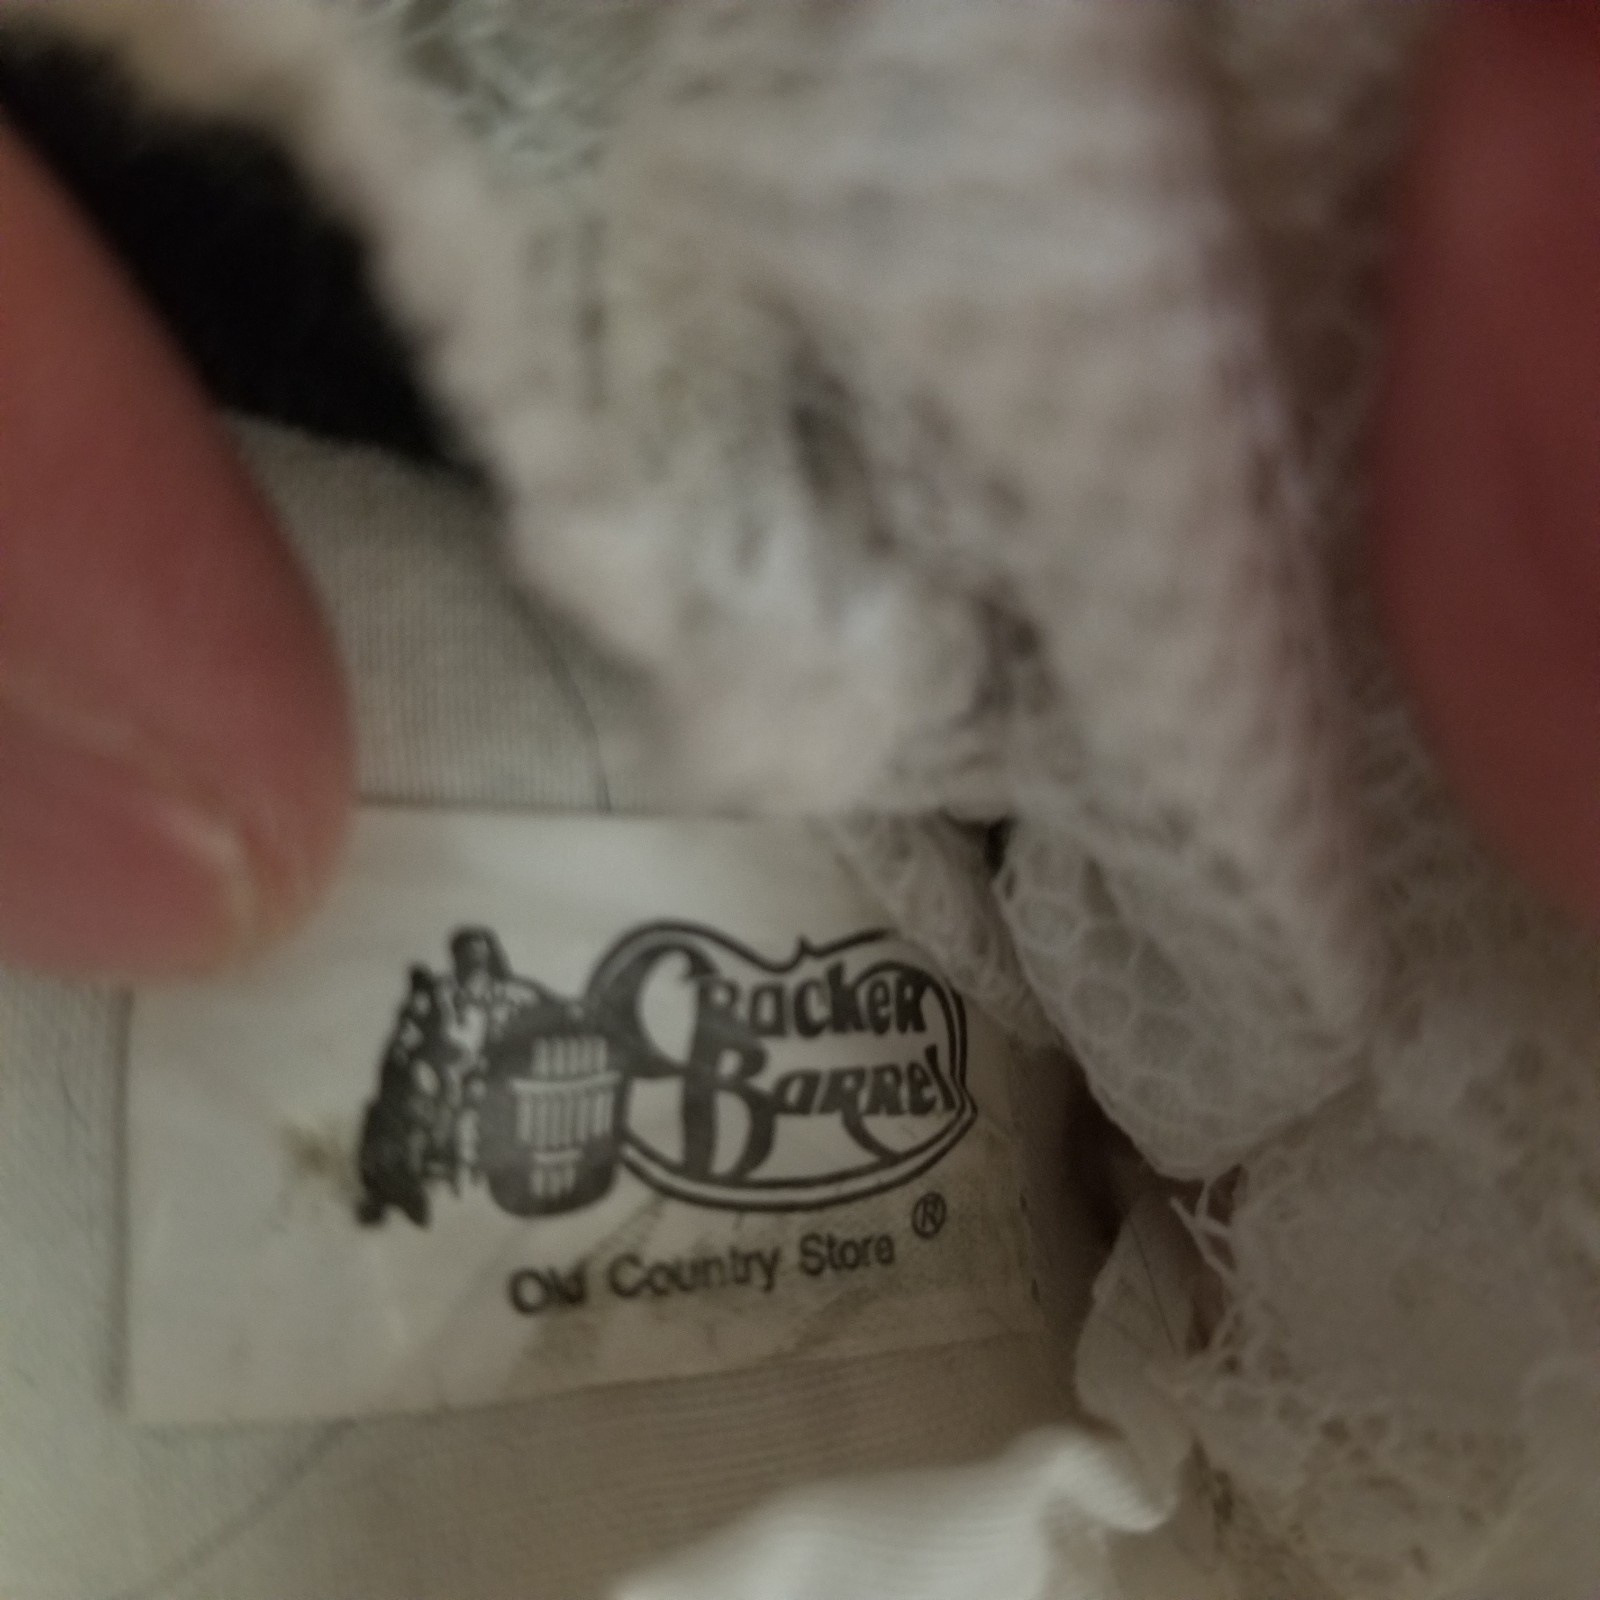 Cracker
Barrel
Old Country Store ®